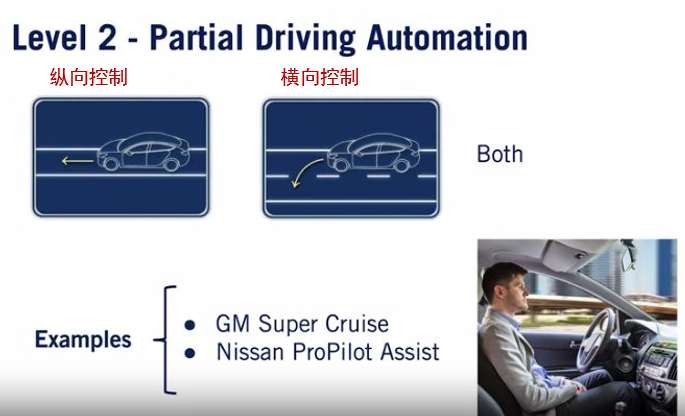 Level 2 - Partial Driving Automation
纵向控制
横向控制
Both
Examples
● GM Super Cruise
● Nissan ProPilot Assist